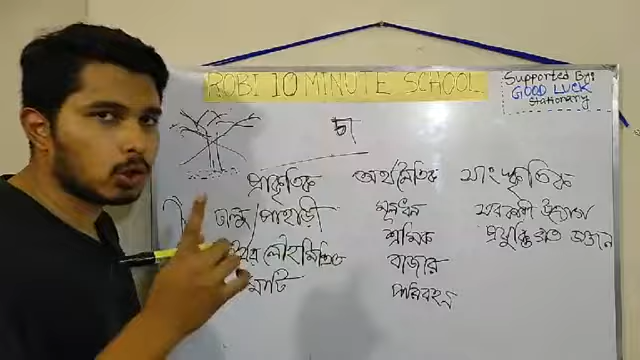 ROBI 10 MINUTE SCHOOL
Supported By:
GOOD LUCK
Stationary
চা
প্রাকৃতিক অর্থনৈতিক সাংস্কৃতিক
ঢালু/পাহাড়ী মূলধন সরকারী উদ্যোগ
লৌহমিশ্রিত শ্রমিক প্রযুক্তিগত
মাটি বাজার
পরিবহন